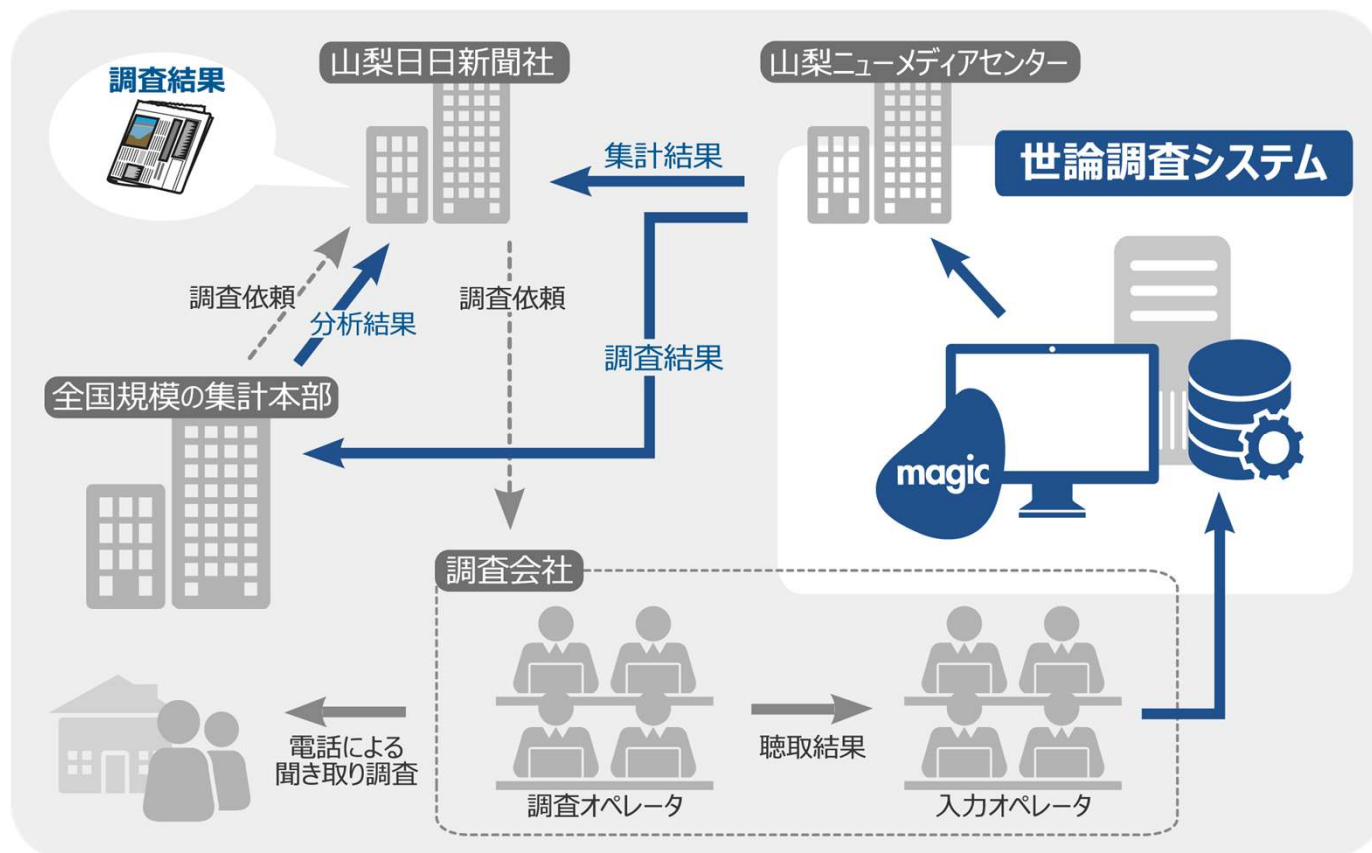 調査結果
山梨日日新聞社
山梨ニューメディアセンター
世論調査システム
集計結果
調査依頼
分析結果
調査依頼
調査結果
全国規模の集計本部
magic
調査会社
電話による
聞き取り調査
調査オペレータ
聴取結果
入力オペレータ